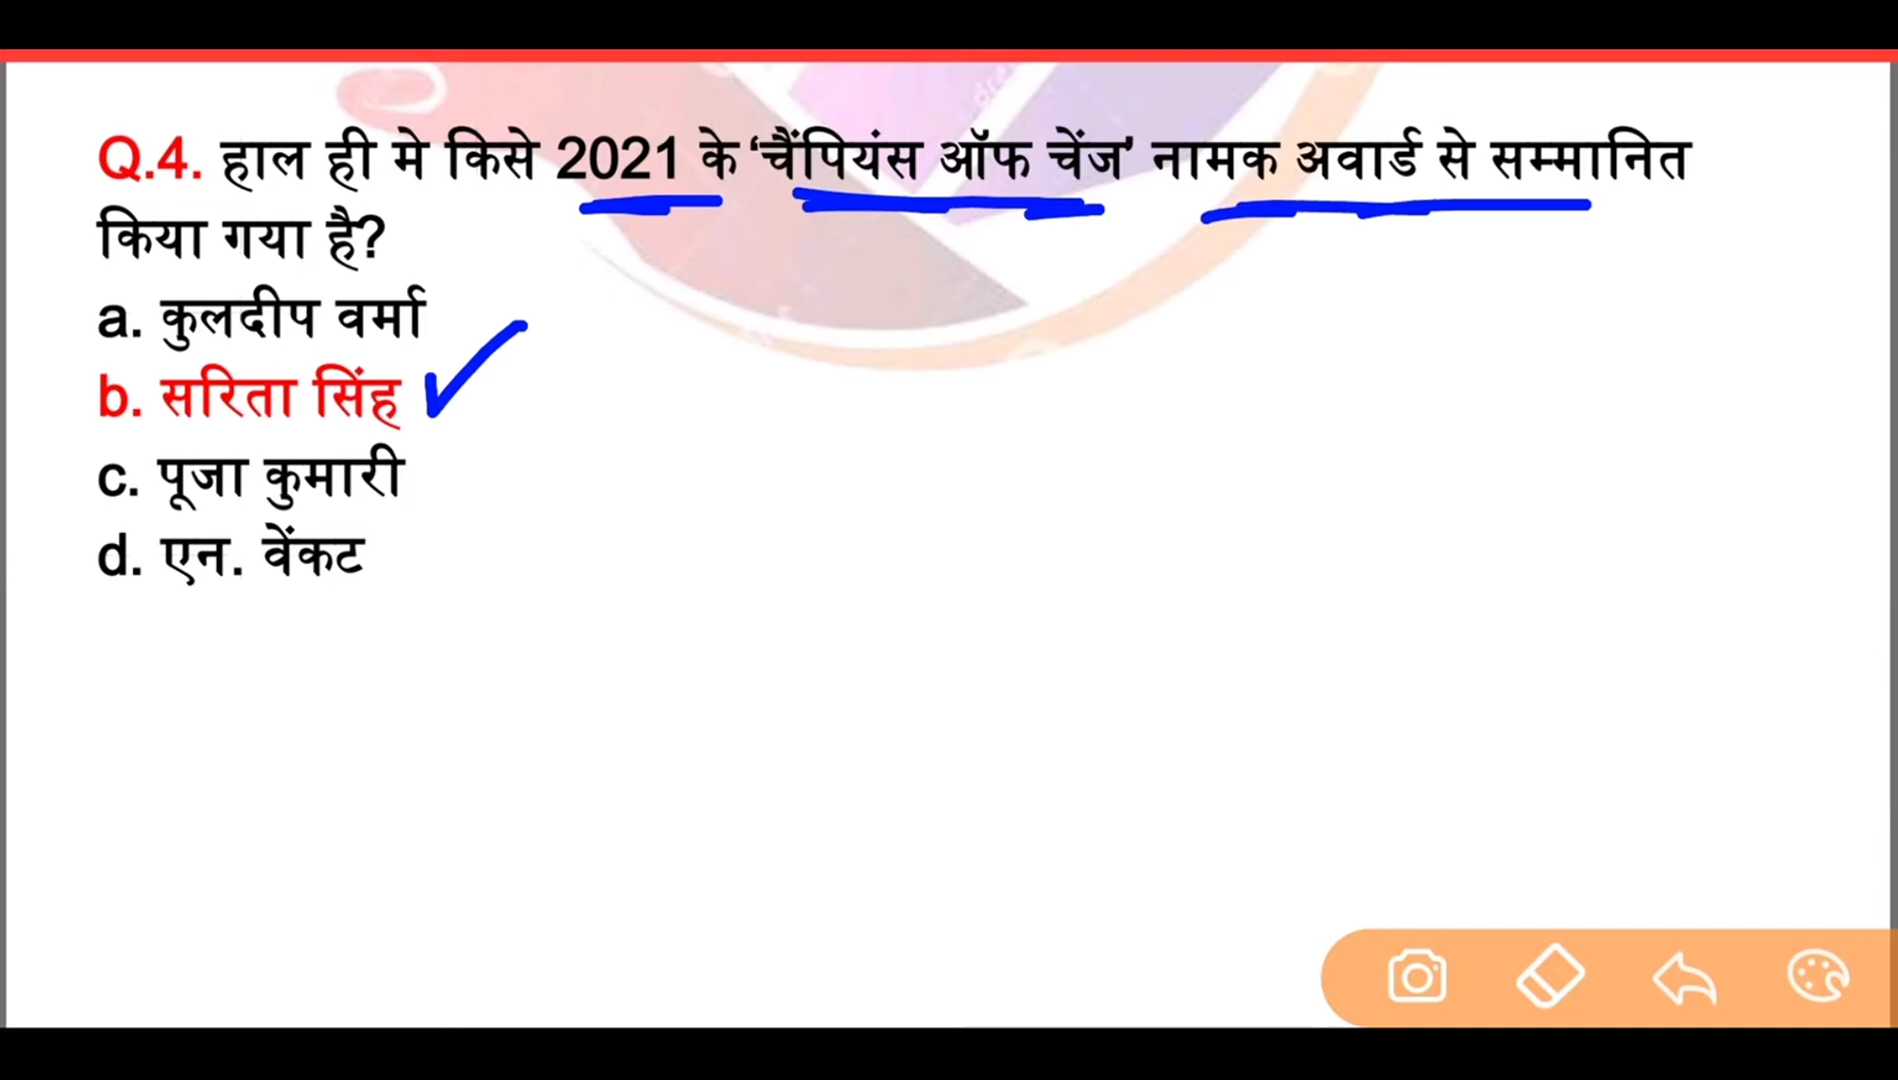 Q.4. हाल ही मे किसे 2021 के ‘चैंपियंस ऑफ चेंज’ नामक अवार्ड से सम्मानित
किया गया है?
a. कुलदीप वर्मा
b. सरिता सिंह
c. पूजा कुमारी
d. एन. वेंकट